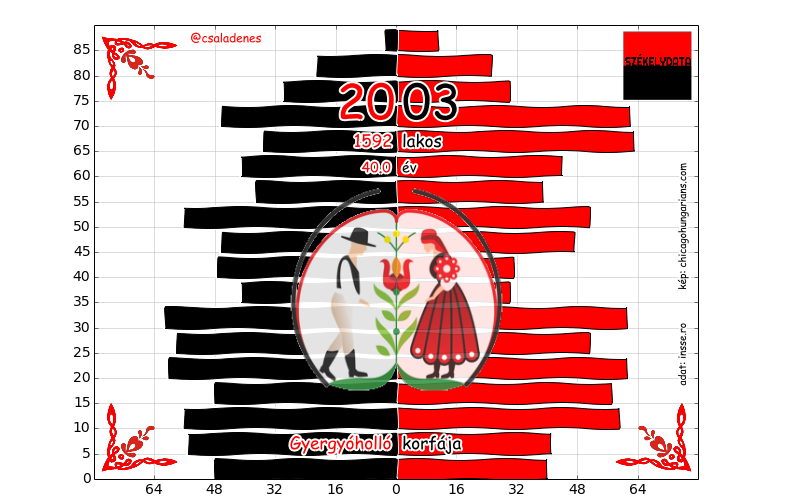 @csaladenes
SZÉKELYDATA
2003
1592 lakos
40.0 év
kép: chicagohungarians.com
adat: insse.ro
Gyergyóholló korfája
85
80
75
70
65
60
55
50
45
40
35
30
25
20
15
10
5
0
64 48 32 16 0 16 32 48 64